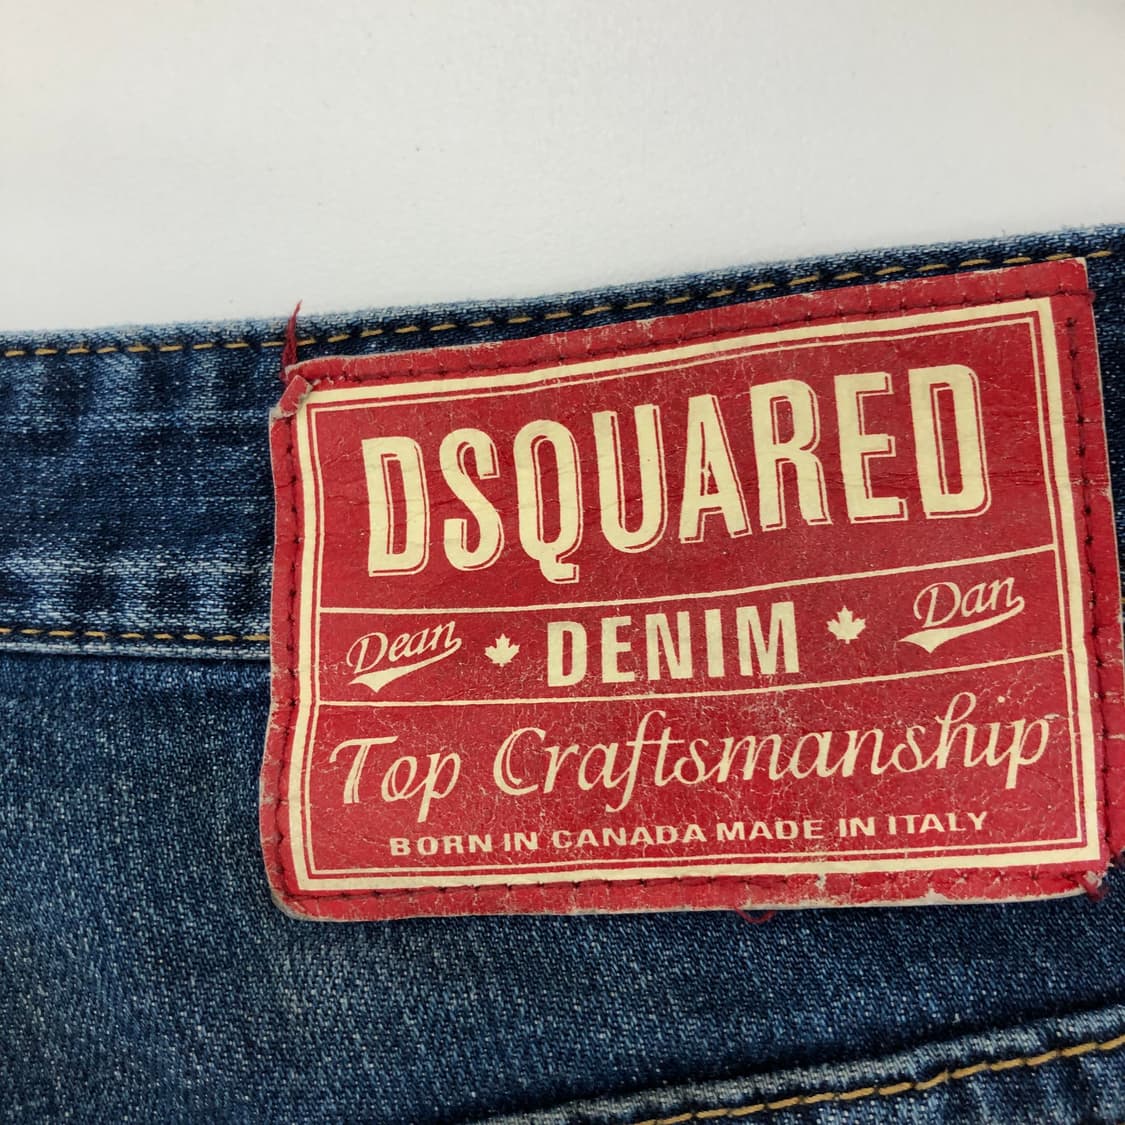 DSQUARED
Dean DENIM Dan
Top Craftsmanship
BORN IN CANADA MADE IN ITALY